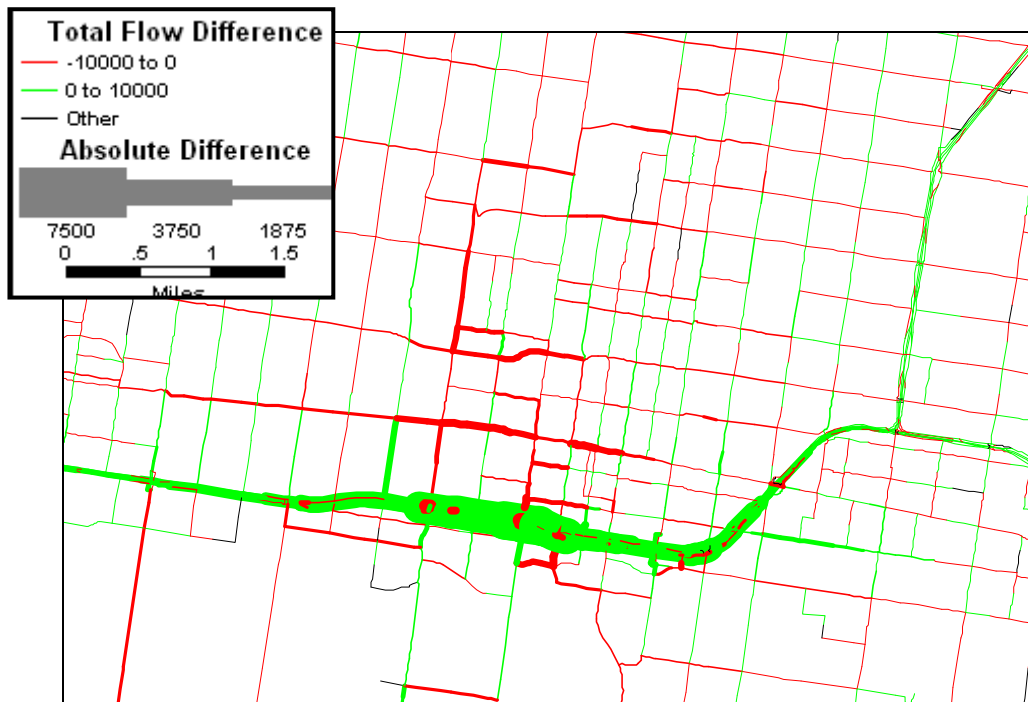 Total Flow Difference
-10000 to 0
0 to 10000
Other
Absolute Difference
7500 3750 1875
0 .5 1 1.5
Miles